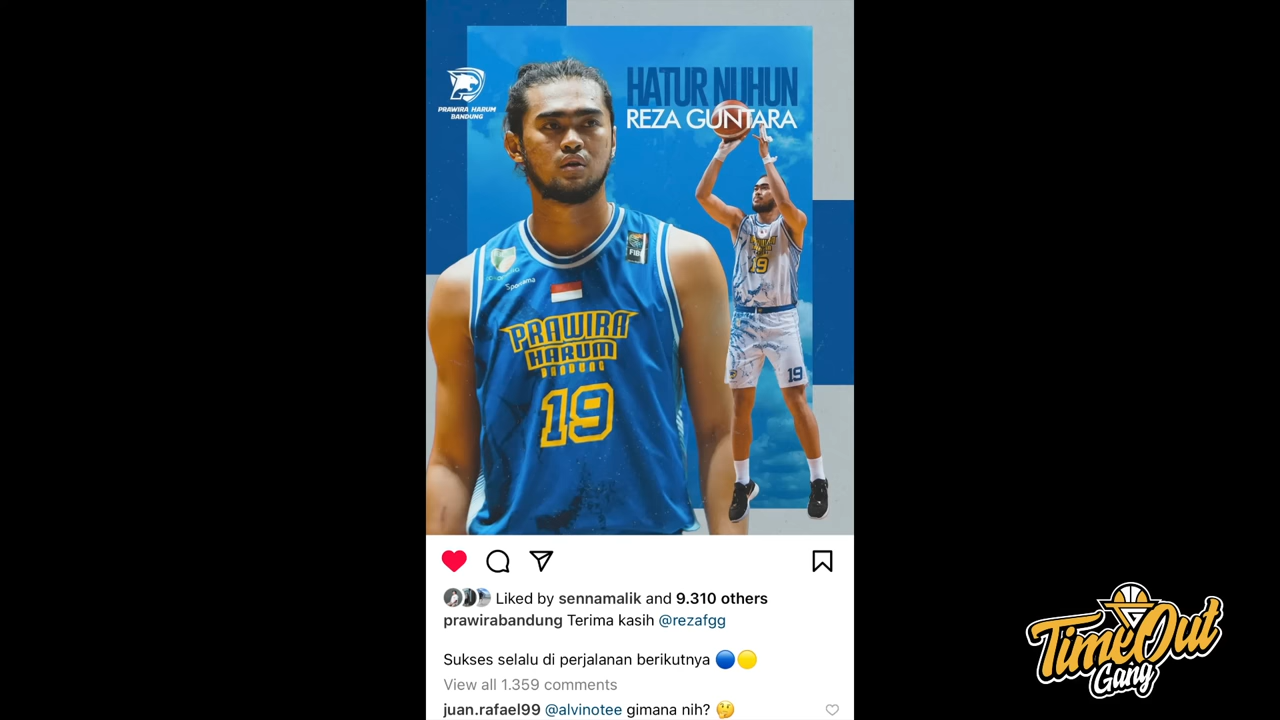 HATUR NUHUN
REZA GUNTARA
PRAWIRA HARUM
BANDUNG
FIBA
PRAWIRA
HARUM
BANDUNG
19
19
19
Liked by sennamalik and 9.310 others
prawirabandung Terima kasih @rezafgg
Sukses selalu di perjalanan berikutnya 🔵🟡
View all 1.359 comments
juan.rafael99 @alvinotee gimana nih? 🤔
TimeOut
Gang